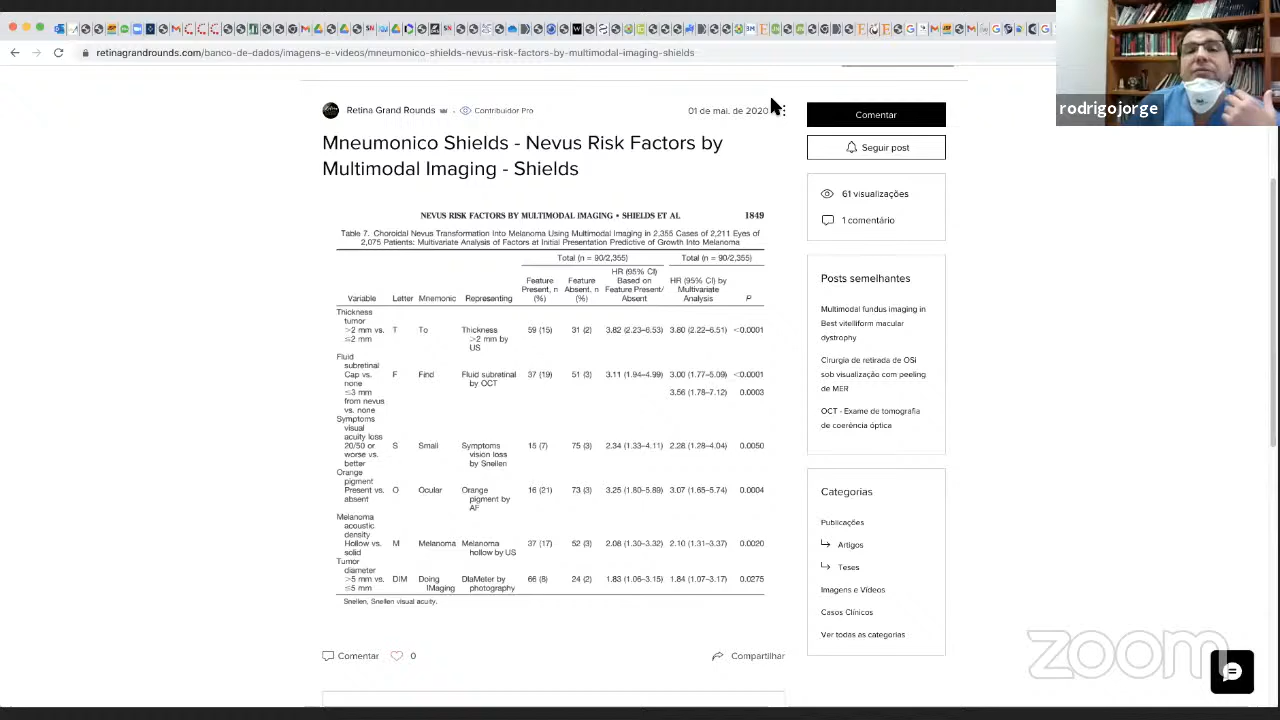 retinagrandrounds.com/banco-de-dados/imagens-e-videos/mneumonico-shields-nevus-risk-factors-by-multimodal-imaging-shields
rodrigojorge
Retina Grand Rounds
Contribuidor Pro
01 de mai. de 2020
Mneumonico Shields - Nevus Risk Factors by
Multimodal Imaging - Shields
NEVUS RISK FACTORS BY MULTIMODAL IMAGING • SHIELDS ET AL 1849
Table 7. Choroidal Nevus Transformation Into Melanoma Using Multimodal Imaging in 2,355 Cases of 2,211 Eyes of
2,075 Patients: Multivariate Analysis of Factors at Initial Presentation Predictive of Growth Into Melanoma
Total (n = 90/2,355) Total (n = 90/2,355)
HR (95% CI)
Feature Feature Based on HR (95% CI) by
Present, n Absent, n Feature Present/ Multivariate
Variable Letter Mnemonic Representing (%) (%) Absent Analysis P
Thickness
tumor
>2 mm vs. T To Thickness 59 (15) 31 (2) 3.82 (2.23–6.53) 3.80 (2.22–6.51) <0.0001
≤2 mm >2 mm by
US
Fluid
subretinal
Cap vs. F Find Fluid subretinal 37 (19) 51 (3) 3.11 (1.94–4.99) 3.00 (1.77–5.09) <0.0001
none by OCT
≤3 mm 3.56 (1.78–7.12) 0.0003
from nevus
vs. none
Symptoms
visual
acuity loss
20/50 or S Small Symptoms 15 (7) 75 (3) 2.34 (1.33–4.11) 2.28 (1.28–4.04) 0.0050
worse vs. vision loss
better by Snellen
Orange
pigment
Present vs. O Ocular Orange 16 (21) 73 (3) 3.25 (1.80–5.89) 3.07 (1.65–5.74) 0.0004
absent pigment by
AF
Melanoma
acoustic
density
Hollow vs. M Melanoma Melanoma 37 (17) 52 (3) 2.08 (1.30–3.32) 2.10 (1.31–3.37) 0.0020
solid hollow by US
Tumor
diameter
>5 mm vs. DIM Doing DIaMeter by 66 (8) 24 (2) 1.83 (1.06–3.15) 1.84 (1.07–3.17) 0.0275
≤5 mm IMaging photography
Snellen, Snellen visual acuity.
Comentar 0 Compartilhar
Comentar
Seguir post
61 visualizações
1 comentário
Posts semelhantes
Multimodal fundus imaging in
Best vitelliform macular
dystrophy
Cirurgia de retirada de OSi
sob visualização com peeling
de MER
OCT - Exame de tomografia
de coerência óptica
Categorias
Publicações
Artigos
Teses
Imagens e Vídeos
Casos Clínicos
Ver todas as categorias
zoom